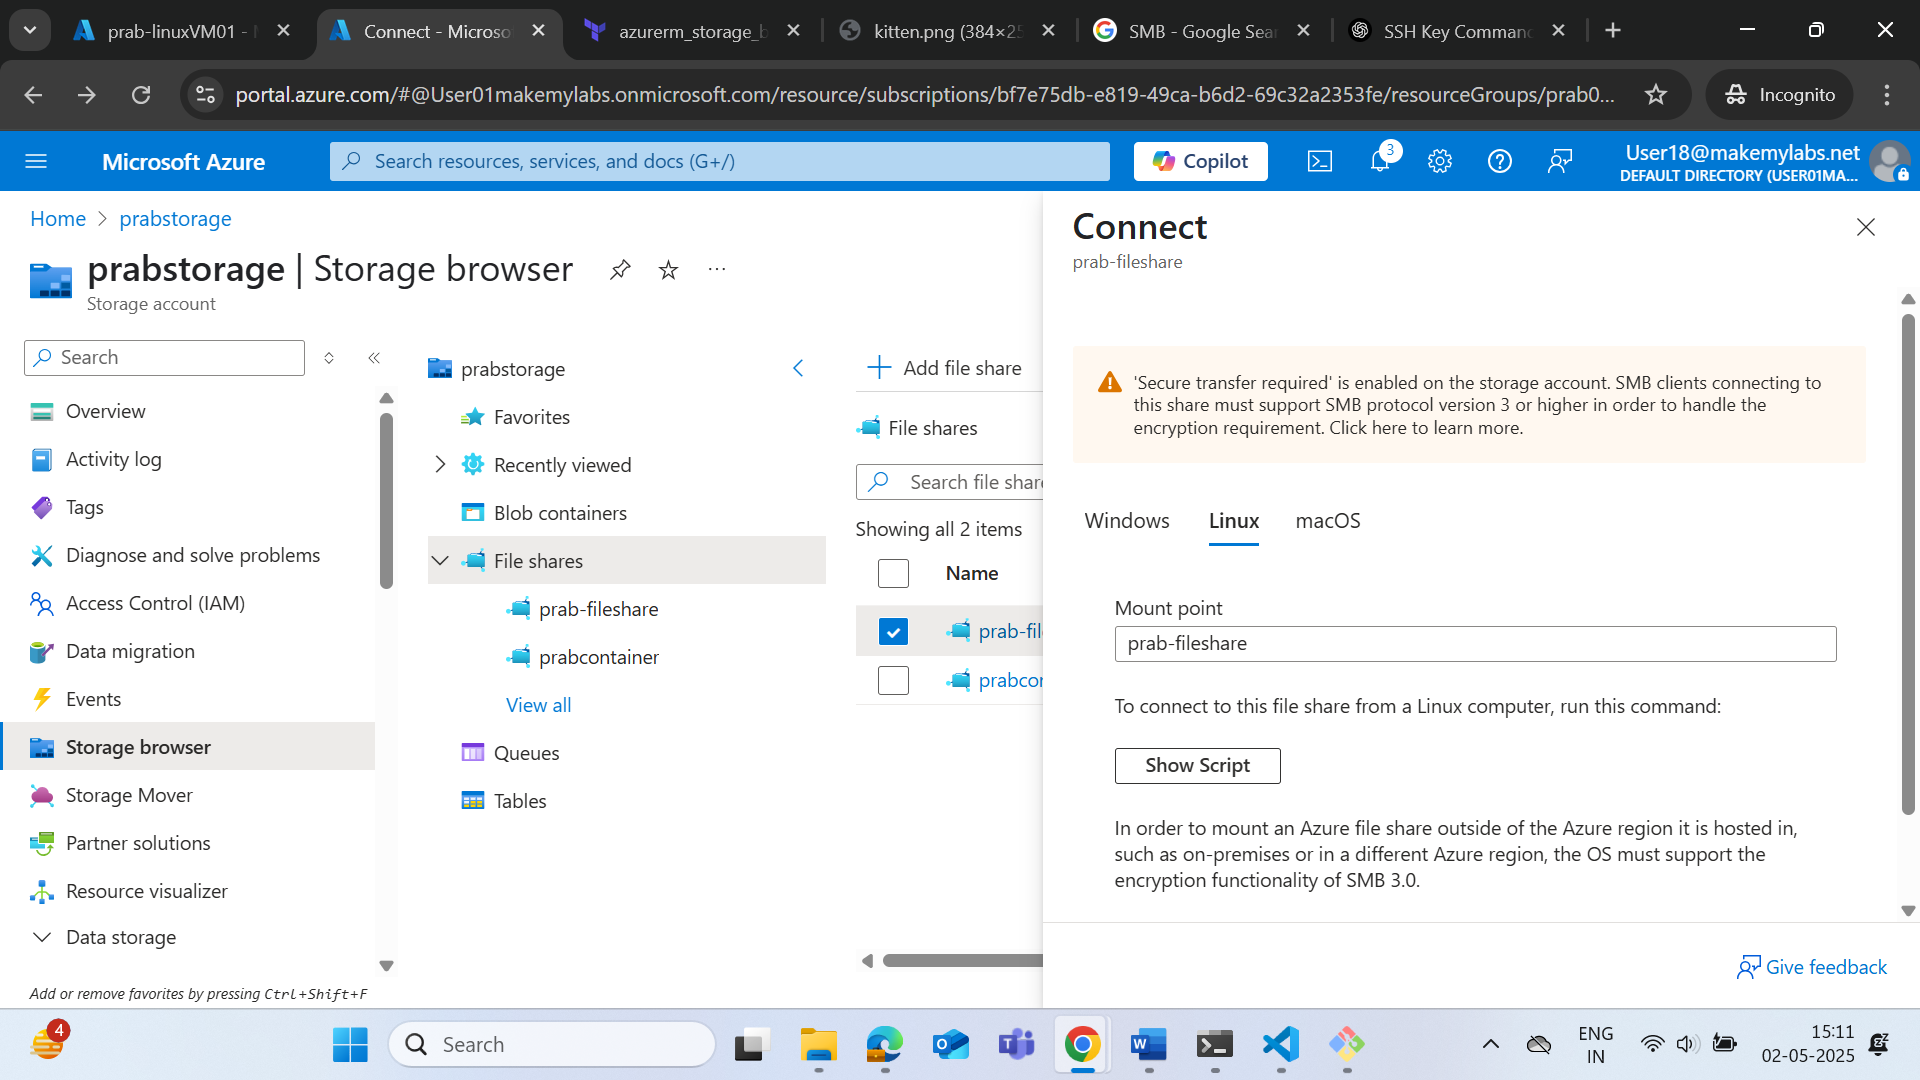 prab-linuxVM01 -
Connect - Microso
azurerm_storage_b
kitten.png (384×25
SMB - Google Sea
SSH Key Comman
portal.azure.com/#@User01makemylabs.onmicrosoft.com/resource/subscriptions/bf7e75db-e819-49ca-b6d2-69c32a2353fe/resourceGroups/prab0...
Incognito
Microsoft Azure
Search resources, services, and docs (G+/)
Copilot
3
User18@makemylabs.net
DEFAULT DIRECTORY (USER01MA...
Home > prabstorage
prabstorage | Storage browser
Storage account
Search
Overview
Activity log
Tags
Diagnose and solve problems
Access Control (IAM)
Data migration
Events
Storage browser
Storage Mover
Partner solutions
Resource visualizer
Data storage
Add or remove favorites by pressing Ctrl+Shift+F
prabstorage
Favorites
Recently viewed
Blob containers
File shares
prab-fileshare
prabcontainer
View all
Queues
Tables
Add file share
File shares
Search file share
Showing all 2 items
Name
prab-fil
prabcon
Connect
prab-fileshare
'Secure transfer required' is enabled on the storage account. SMB clients connecting to
this share must support SMB protocol version 3 or higher in order to handle the
encryption requirement. Click here to learn more.
Windows
Linux
macOS
Mount point
prab-fileshare
To connect to this file share from a Linux computer, run this command:
Show Script
In order to mount an Azure file share outside of the Azure region it is hosted in,
such as on-premises or in a different Azure region, the OS must support the
encryption functionality of SMB 3.0.
Give feedback
4
Search
ENG
IN
15:11
02-05-2025